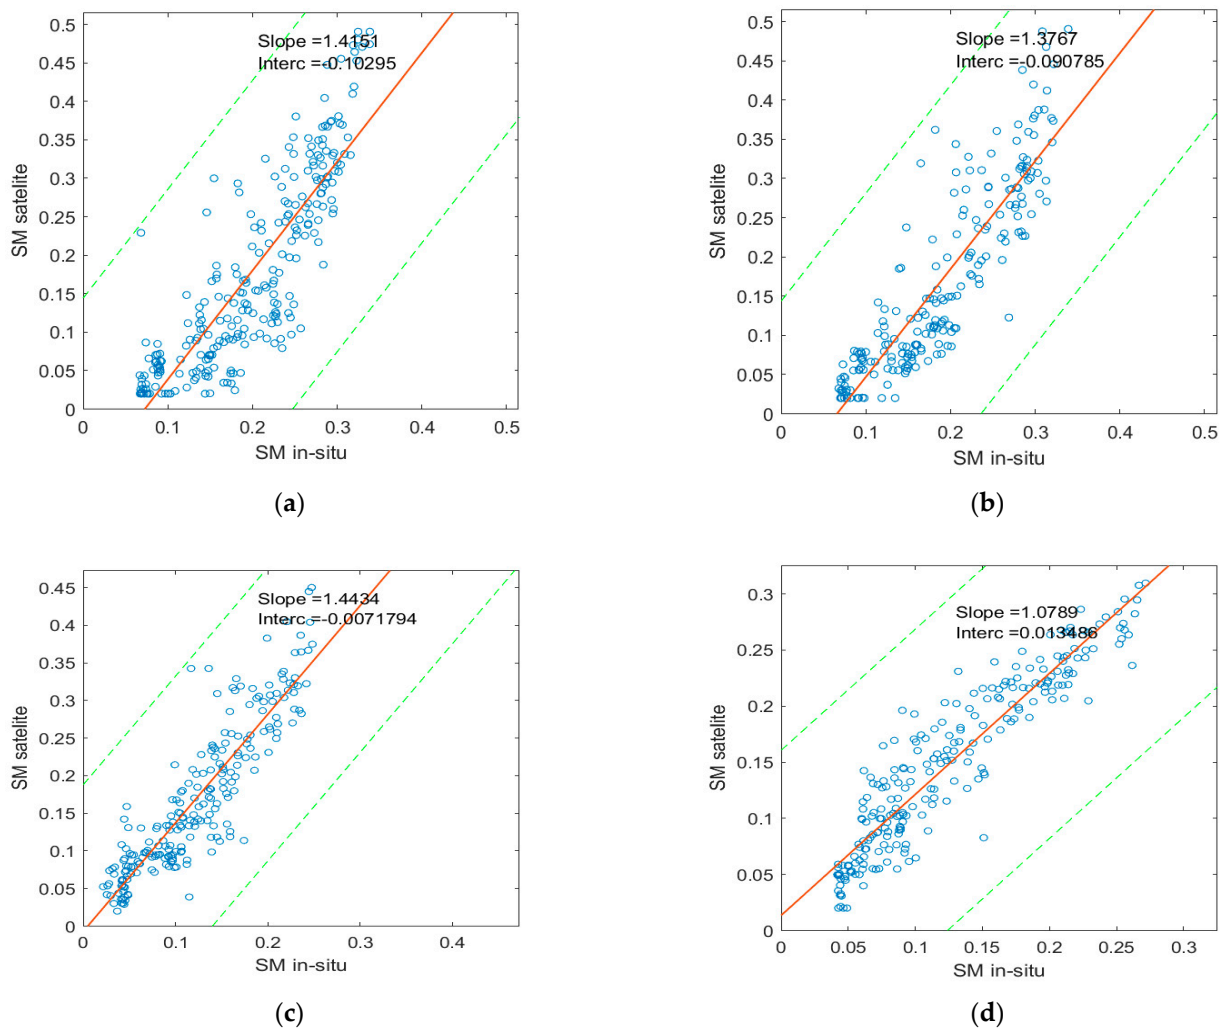 0.5
0.45
0.4
0.35
0.3
0.25
0.2
0.15
0.1
0.05
0
SM satelite
Slope =1.4151
Interc =-0.10295
0 0.1 0.2 0.3 0.4 0.5
SM in-situ
(a)
0.5
0.45
0.4
0.35
0.3
0.25
0.2
0.15
0.1
0.05
0
SM satelite
Slope =1.3767
Interc =-0.090785
0 0.1 0.2 0.3 0.4 0.5
SM in-situ
(b)
0.45
0.4
0.35
0.3
0.25
0.2
0.15
0.1
0.05
0
SM satelite
Slope =1.4434
Interc =-0.0071794
0.1 0.2 0.3 0.4
SM in-situ
(c)
0.3
0.25
0.2
0.15
0.1
0.05
0
SM satelite
Slope =1.0789
Interc =0.013486
0 0.05 0.1 0.15 0.2 0.25 0.3
SM in-situ
(d)